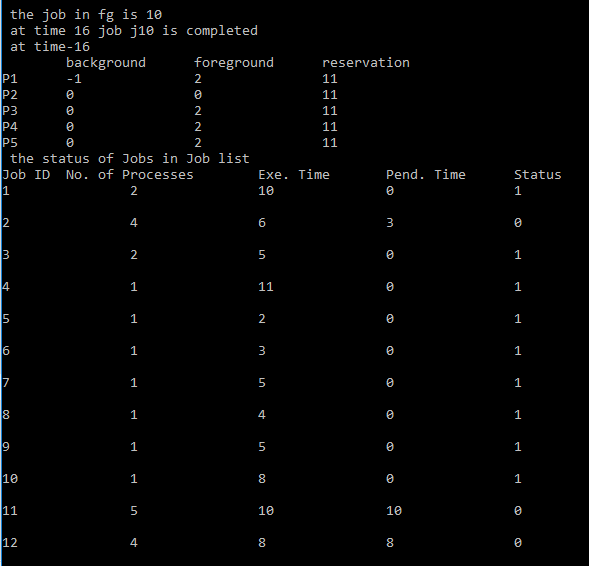 the job in fg is 10
at time 16 job j10 is completed
at time-16
background foreground reservation
P1 -1 2 11
P2 0 0 11
P3 0 2 11
P4 0 2 11
P5 0 2 11
the status of Jobs in Job list
Job ID No. of Processes Exe. Time Pend. Time Status
1 2 10 0 1
2 4 6 3 0
3 2 5 0 1
4 1 11 0 1
5 1 2 0 1
6 1 3 0 1
7 1 5 0 1
8 1 4 0 1
9 1 5 0 1
10 1 8 0 1
11 5 10 10 0
12 4 8 8 0